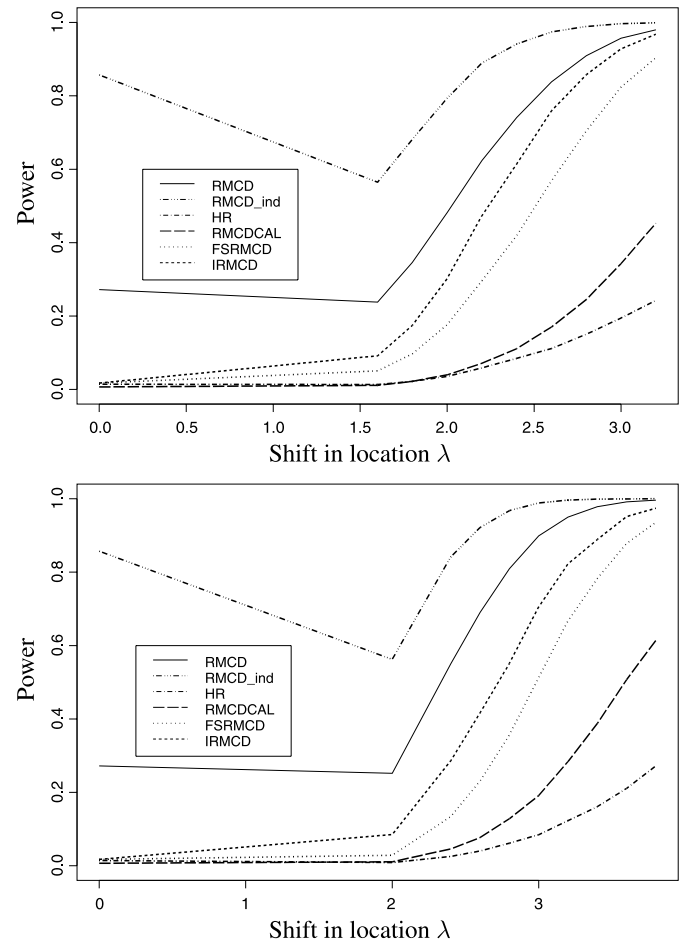 1.0
0.8
0.6
0.4
0.2
0.0
Power
RMCD
RMCD_ind
HR
RMCDCAL
FSRMCD
IRMCD
0.0 0.5 1.0 1.5 2.0 2.5 3.0
Shift in location λ
1.0
0.8
0.6
0.4
0.2
0.0
Power
RMCD
RMCD_ind
HR
RMCDCAL
FSRMCD
IRMCD
0 1 2 3
Shift in location λ